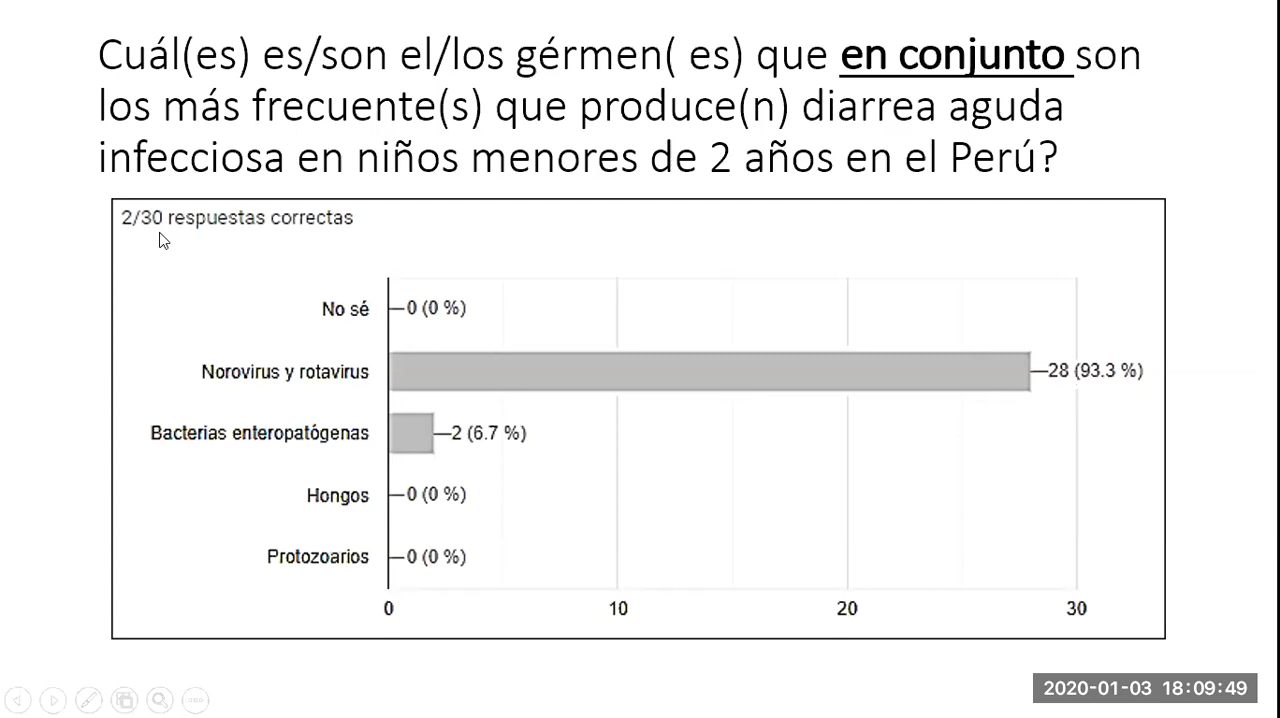 Cuál(es) es/son el/los gérmen( es) que en conjunto son
los más frecuente(s) que produce(n) diarrea aguda
infecciosa en niños menores de 2 años en el Perú?
2/30 respuestas correctas
No sé 0 (0 %)
Norovirus y rotavirus 28 (93.3 %)
Bacterias enteropatógenas 2 (6.7 %)
Hongos 0 (0 %)
Protozoarios 0 (0 %)
0 10 20 30
2020-01-03 18:09:49